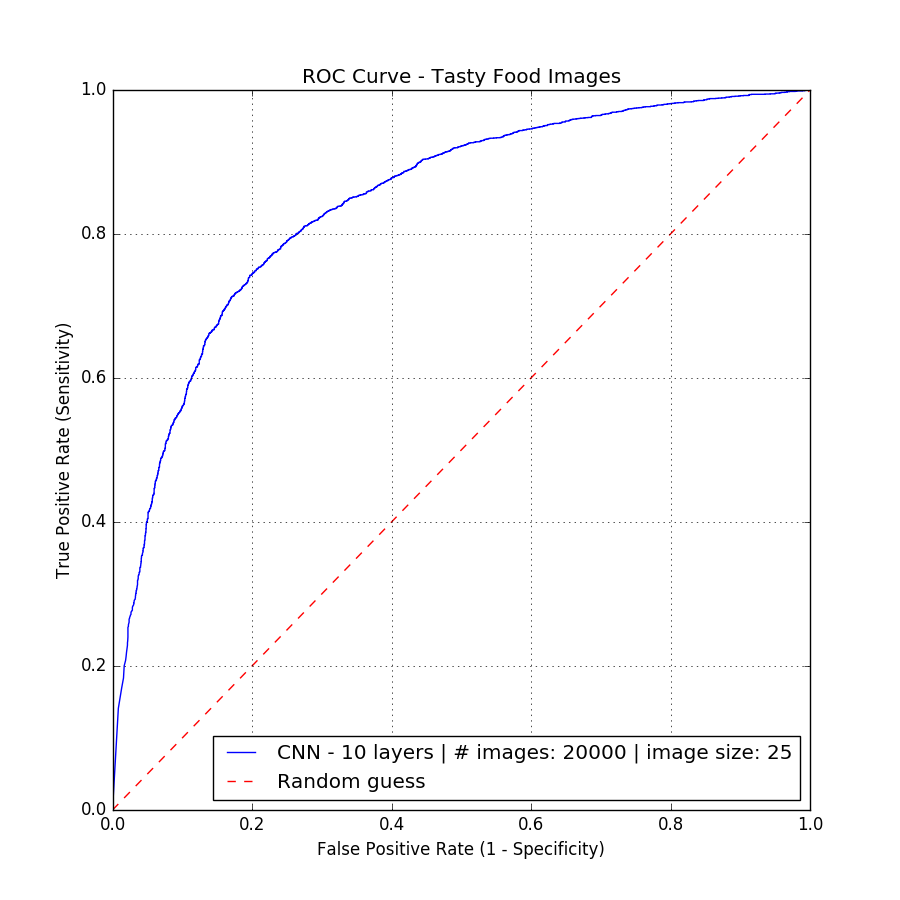 ROC Curve - Tasty Food Images
1.0
0.8
0.6
0.4
0.2
0.0
True Positive Rate (Sensitivity)
CNN - 10 layers | # images: 20000 | image size: 25
Random guess
0.0 0.2 0.4 0.6 0.8 1.0
False Positive Rate (1 - Specificity)